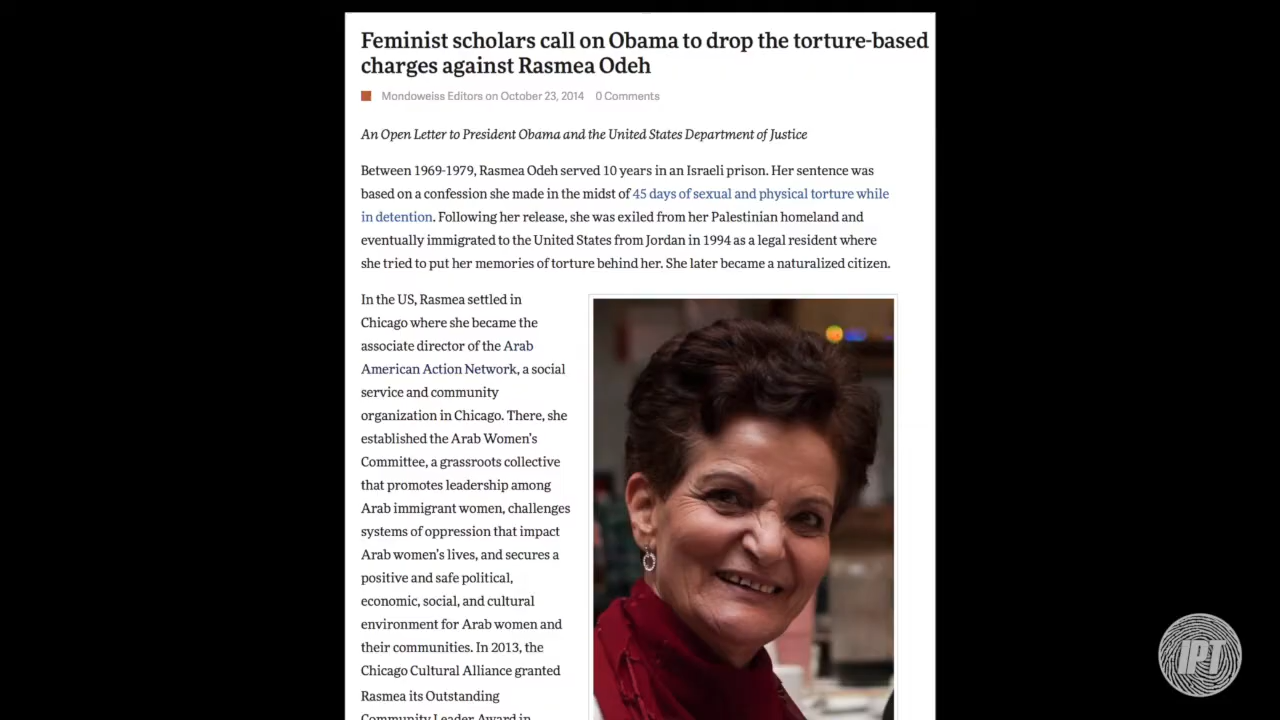 Feminist scholars call on Obama to drop the torture-based
charges against Rasmea Odeh
Mondoweiss Editors on October 23, 2014 0 Comments
An Open Letter to President Obama and the United States Department of Justice
Between 1969-1979, Rasmea Odeh served 10 years in an Israeli prison. Her sentence was
based on a confession she made in the midst of 45 days of sexual and physical torture while
in detention. Following her release, she was exiled from her Palestinian homeland and
eventually immigrated to the United States from Jordan in 1994 as a legal resident where
she tried to put her memories of torture behind her. She later became a naturalized citizen.
In the US, Rasmea settled in
Chicago where she became the
associate director of the Arab
American Action Network, a social
service and community
organization in Chicago. There, she
established the Arab Women's
Committee, a grassroots collective
that promotes leadership among
Arab immigrant women, challenges
systems of oppression that impact
Arab women's lives, and secures a
positive and safe political,
economic, social, and cultural
environment for Arab women and
their communities. In 2013, the
Chicago Cultural Alliance granted
Rasmea its Outstanding
Community Leader Award in
IPT